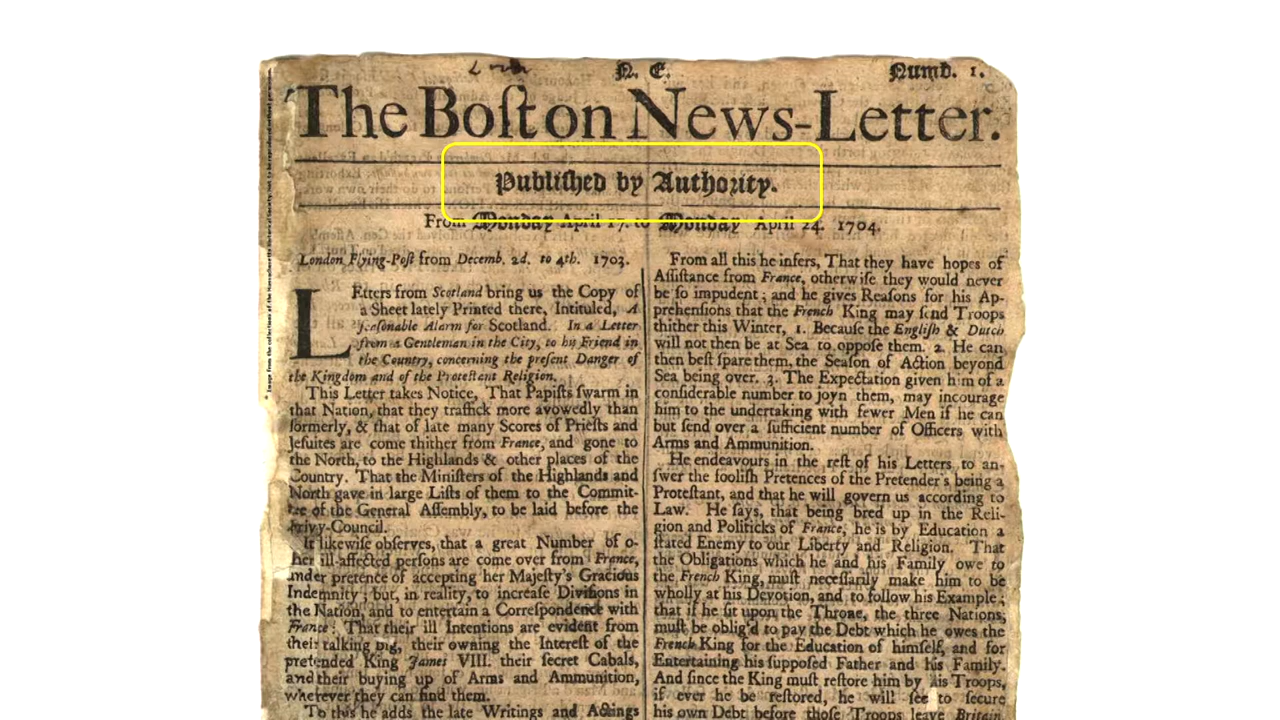 N. E.
Numb. 1.
The Boſton News-Letter.
Publiſhed by Authority.
From Monday April 17. to Monday April 24. 1704.
London Flying-Poſt from Decemb. 2d. to 4th. 1703.
LEtters from Scotland bring us the Copy of
a Sheet lately Printed there, Intituled, A
ſeaſonable Alarm for Scotland. In a Letter
from a Gentleman in the City, to his Friend in
the Country, concerning the preſent Danger of
the Kingdom and of the Proteſtant Religion.
This Letter takes Notice, That Papiſts ſwarm in
that Nation, that they traffick more avowedly than
formerly, & that of late many Scores of Prieſts and
Jeſuites are come thither from France, and gone to
the North, to the Highlands & other places of the
Country. That the Miniſters of the Highlands and
North gave in large Liſts of them to the Commit-
tee of the General Aſſembly, to be laid before the
Privy-Council.
It likewiſe obſerves, that a great Number of o-
ther ill-affected perſons are come over from France,
under pretence of accepting her Majeſty's Gracious
Indemnity; but, in reality, to increaſe Diviſions in
the Nation, and to entertain a Correſpondence with
France: That their ill Intentions are evident from
their talking big, their owning the Intereſt of the
pretended King James VIII. their ſecret Cabals,
and their buying up of Arms and Ammunition,
wherever they can find them.
To this he adds the late Writings and Actings
From all this he infers, That they have hopes of
Aſſiſtance from France, otherwiſe they would never
be ſo impudent; and he gives Reaſons for his Ap-
prehenſions that the French King may ſend Troops
thither this Winter, 1. Becauſe the Engliſh & Dutch
will not then be at Sea to oppoſe them. 2. He can
then beſt ſpare them, the Seaſon of Action beyond
Sea being over. 3. The Expectation given him of a
conſiderable number to joyn them, may incourage
him to the undertaking with fewer Men if he can
but ſend over a ſufficient number of Officers with
Arms and Ammunition.
He endeavours in the reſt of his Letters to an-
ſwer the fooliſh Pretences of the Pretender's being a
Proteſtant, and that he will govern us according to
Law. He ſays, that being bred up in the Reli-
gion and Politicks of France, he is by Education a
ſtated Enemy to our Liberty and Religion. That
the Obligations which he and his Family owe to
the French King, muſt neceſſarily make him to be
wholly at his Devotion, and to follow his Example;
that if he ſit upon the Throne, the three Nations
muſt be oblig'd to pay the Debt which he owes the
French King for the Education of himſelf, and for
Entertaining his ſuppoſed Father and his Family.
And ſince the King muſt reſtore him by his Troops,
if ever he be reſtored, he will ſee to ſecure
his own Debt before thoſe Troops leave Britain.